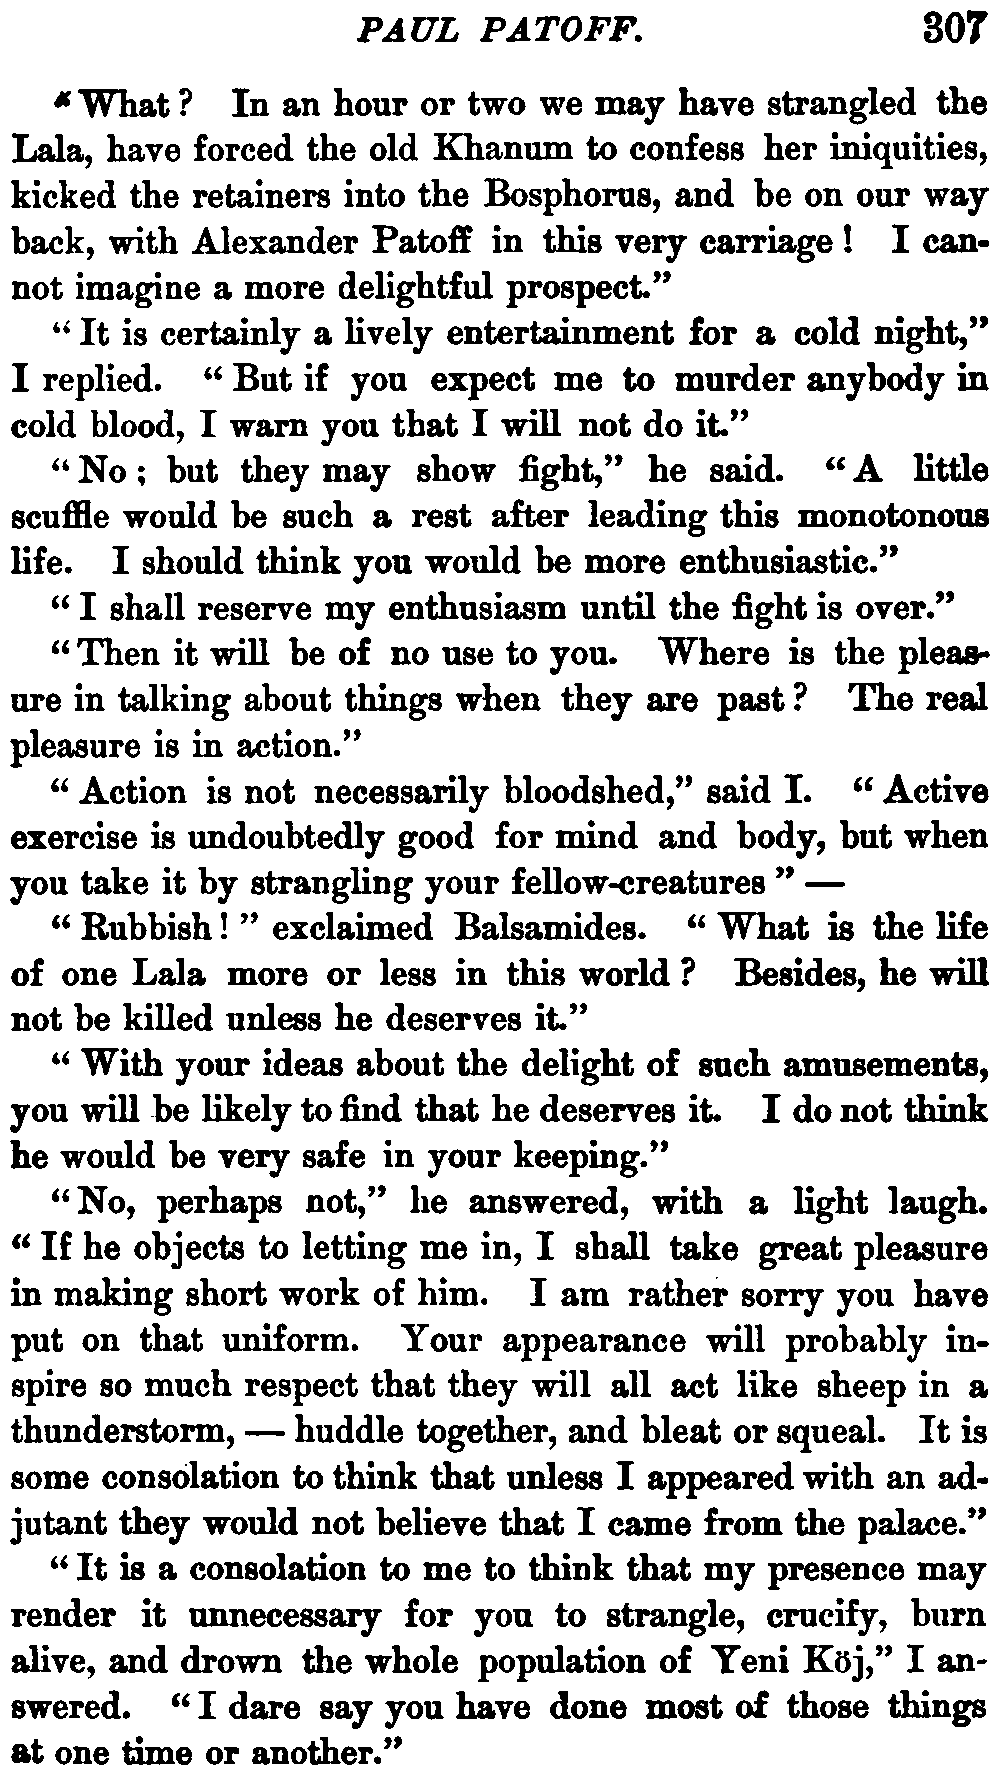 PAUL PATOFF. 307
"What? In an hour or two we may have strangled the
Lala, have forced the old Khanum to confess her iniquities,
kicked the retainers into the Bosphorus, and be on our way
back, with Alexander Patoff in this very carriage! I can-
not imagine a more delightful prospect."
"It is certainly a lively entertainment for a cold night,"
I replied. "But if you expect me to murder anybody in
cold blood, I warn you that I will not do it."
"No; but they may show fight," he said. "A little
scuffle would be such a rest after leading this monotonous
life. I should think you would be more enthusiastic."
"I shall reserve my enthusiasm until the fight is over."
"Then it will be of no use to you. Where is the pleas-
ure in talking about things when they are past? The real
pleasure is in action."
"Action is not necessarily bloodshed," said I. "Active
exercise is undoubtedly good for mind and body, but when
you take it by strangling your fellow-creatures" —
"Rubbish!" exclaimed Balsamides. "What is the life
of one Lala more or less in this world? Besides, he will
not be killed unless he deserves it."
"With your ideas about the delight of such amusements,
you will be likely to find that he deserves it. I do not think
he would be very safe in your keeping."
"No, perhaps not," he answered, with a light laugh.
"If he objects to letting me in, I shall take great pleasure
in making short work of him. I am rather sorry you have
put on that uniform. Your appearance will probably in-
spire so much respect that they will all act like sheep in a
thunderstorm, — huddle together, and bleat or squeal. It is
some consolation to think that unless I appeared with an ad-
jutant they would not believe that I came from the palace."
"It is a consolation to me to think that my presence may
render it unnecessary for you to strangle, crucify, burn
alive, and drown the whole population of Yeni Köj," I an-
swered. "I dare say you have done most of those things
at one time or another."